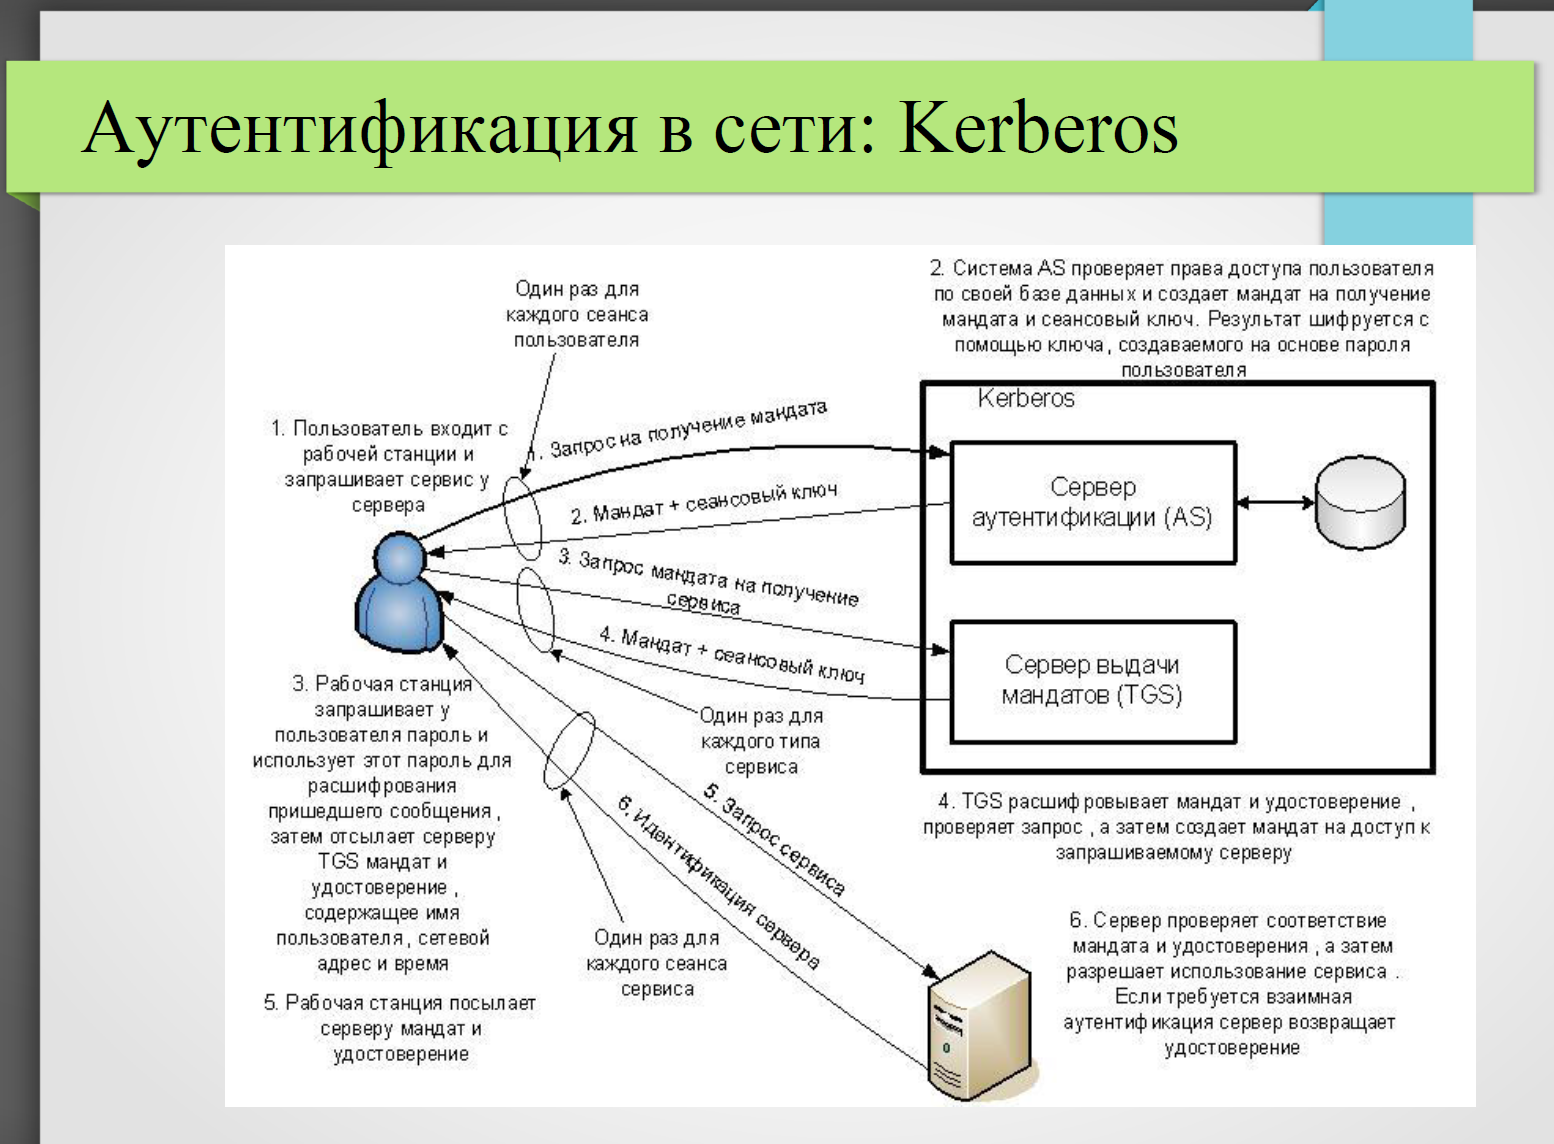 Аутентификация в сети: Kerberos
Один раз для
каждого сеанса
пользователя
2. Система AS проверяет права доступа пользователя
по своей базе данных и создает мандат на получение
мандата и сеансовый ключ. Результат шифруется с
помощью ключа, создаваемого на основе пароля
пользователя
Kerberos
1. Пользователь входит с
рабочей станции и
запрашивает сервис у
сервера
1. Запрос на получение мандата
2. Мандат + сеансовый ключ
Сервер
аутентификации (AS)
3. Запрос мандата на получение
сервиса
4. Мандат + сеансовый ключ
Сервер выдачи
мандатов (TGS)
Один раз для
каждого типа
сервиса
3. Рабочая станция
запрашивает у
пользователя пароль и
использует этот пароль для
расшифрования
пришедшего сообщения,
затем отсылает серверу
TGS мандат и
удостоверение,
содержащее имя
пользователя, сетевой
адрес и время
5. Запрос сервиса
6. Идентификация сервера
4. TGS расшифровывает мандат и удостоверение ,
проверяет запрос , а затем создает мандат на доступ к
запрашиваемому серверу
Один раз для
каждого сеанса
сервиса
5. Рабочая станция посылает
серверу мандат и
удостоверение
6. Сервер проверяет соответствие
мандата и удостоверения , а затем
разрешает использование сервиса .
Если требуется взаимная
аутентификация сервер возвращает
удостоверение